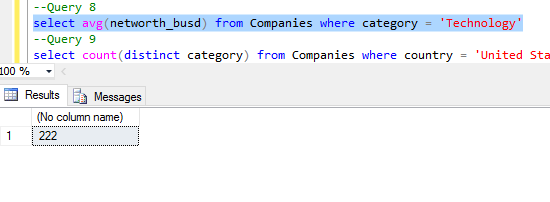 --Query 8
select avg(networth_busd) from Companies where category = 'Technology'
--Query 9
select count(distinct category) from Companies where country = 'United Sta
100 %
Results Messages
(No column name)
1 222